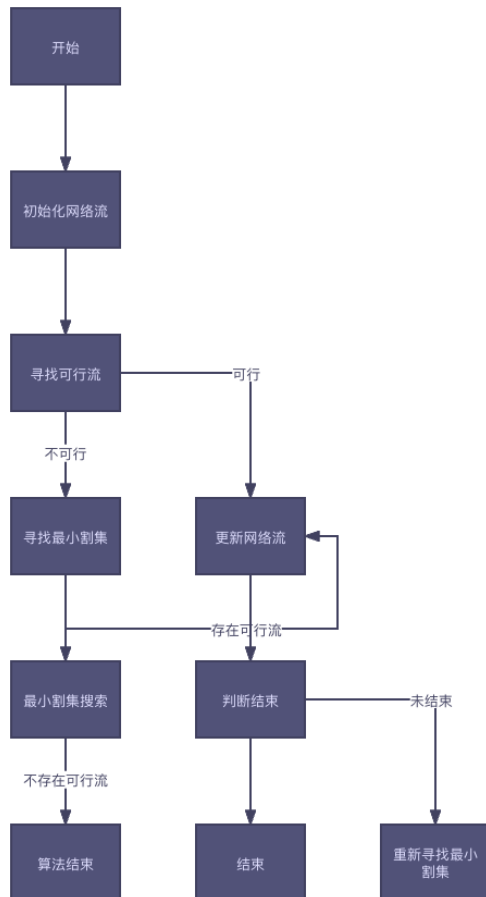 开始
初始化网络流
寻找可行流
可行
不可行
寻找最小割集
更新网络流
存在可行流
最小割集搜索
判断结束
未结束
不存在可行流
算法结束
结束
重新寻找最小
割集